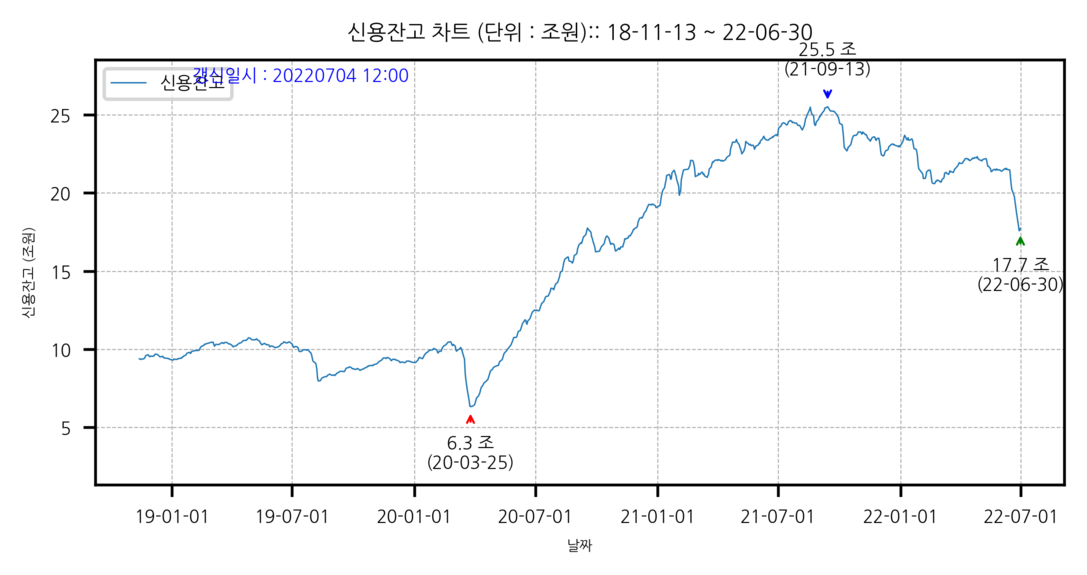 신용잔고 차트 (단위 : 조원):: 18-11-13 ~ 22-06-30
25.5 조
(21-09-13)
갱신일시 : 20220704 12:00
신용잔고
25
20
15
10
5
신용잔고 (조원)
17.7 조
(22-06-30)
6.3 조
(20-03-25)
19-01-01
19-07-01
20-01-01
20-07-01
21-01-01
21-07-01
22-01-01
22-07-01
날짜